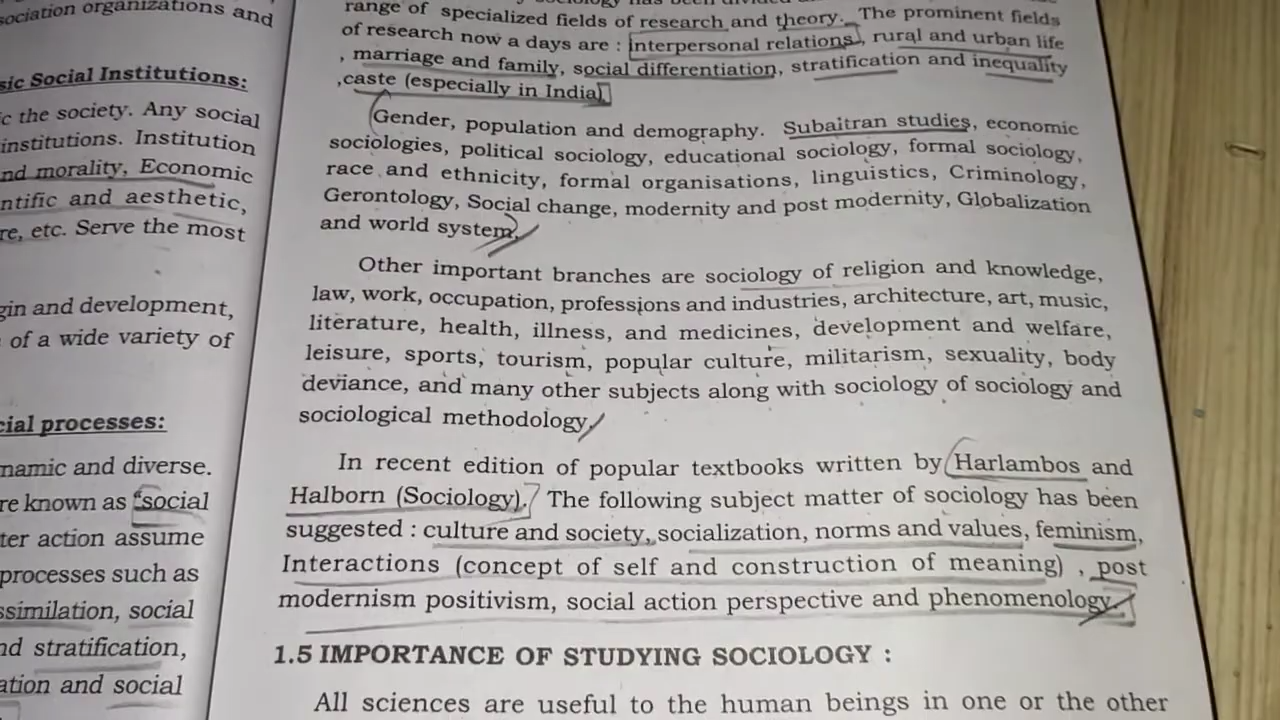 sociation organizations and
sic Social Institutions:
c the society. Any social
institutions. Institution
nd morality, Economic
ntific and aesthetic,
re, etc. Serve the most
gin and development,
of a wide variety of
cial processes:
namic and diverse.
re known as "social
ter action assume
processes such as
ssimilation, social
nd stratification,
ation and social
range of specialized fields of research and theory. The prominent fields
of research now a days are : interpersonal relations, rural and urban life
, marriage and family, social differentiation, stratification and inequality
,caste (especially in India)
Gender, population and demography. Subaitran studies, economic
sociologies, political sociology, educational sociology, formal sociology,
race and ethnicity, formal organisations, linguistics, Criminology,
Gerontology, Social change, modernity and post modernity, Globalization
and world system.
Other important branches are sociology of religion and knowledge,
law, work, occupation, professions and industries, architecture, art, music,
literature, health, illness, and medicines, development and welfare,
leisure, sports, tourism, popular culture, militarism, sexuality, body
deviance, and many other subjects along with sociology of sociology and
sociological methodology.
In recent edition of popular textbooks written by Harlambos and
Halborn (Sociology). The following subject matter of sociology has been
suggested : culture and society, socialization, norms and values, feminism,
Interactions (concept of self and construction of meaning) , post
modernism positivism, social action perspective and phenomenology.
1.5 IMPORTANCE OF STUDYING SOCIOLOGY :
All sciences are useful to the human beings in one or the other